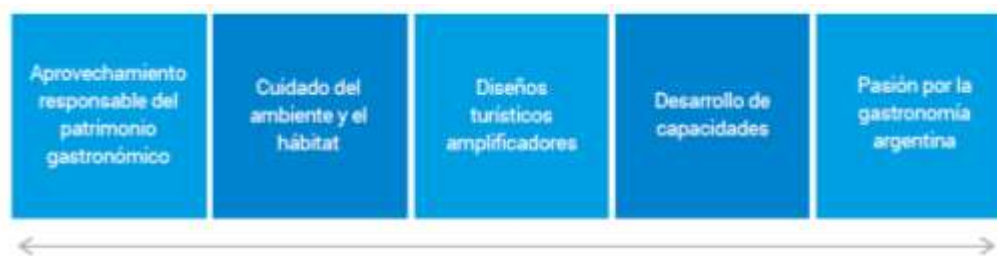 Aprovechamiento
responsable del
patrimonio
gastronómico
Cuidado del
ambiente y el
hábitat
Diseños
turísticos
amplificadores
Desarrollo de
capacidades
Pasión por la
gastronomía
argentina